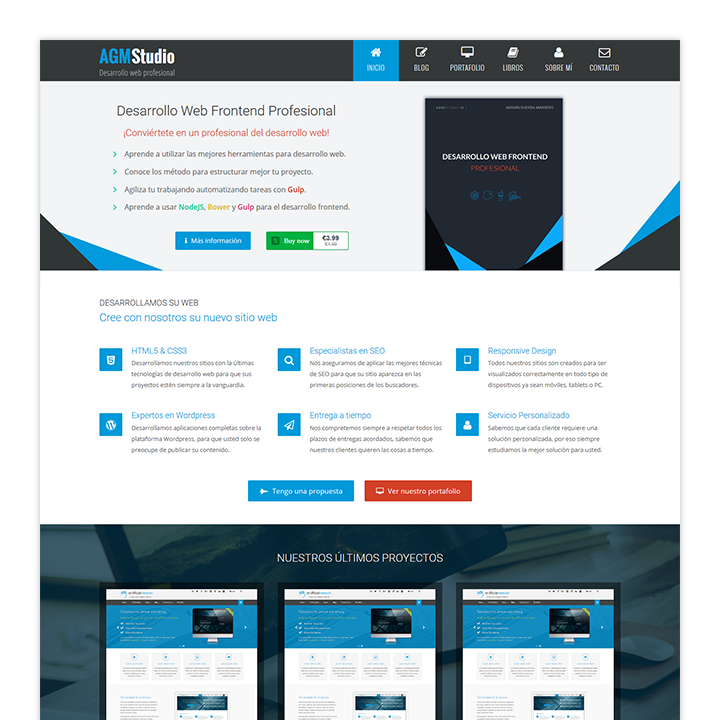 AGMStudio
Desarrollo web profesional
INICIO
BLOG
PORTAFOLIO
LIBROS
SOBRE MÍ
CONTACTO
Desarrollo Web Frontend Profesional
¡Conviértete en un profesional del desarrollo web!
Aprende a utilizar las mejores herramientas para desarrollo web.
Conoce los método para estructurar mejor tu proyecto.
Agiliza tu trabajando automatizando tareas con Gulp.
Aprende a usar NodeJS, Bower y Gulp para el desarrollo frontend.
Más información
Buy now
€3.99
DESARROLLO WEB FRONTEND
PROFESIONAL
DESARROLLAMOS SU WEB
Cree con nosotros su nuevo sitio web
HTML5 & CSS3
Desarrollamos nuestros sitios con la últimas
tecnologías de desarrollo web para que sus
proyectos estén siempre a la vanguardia.
Especialistas en SEO
Nos aseguramos de aplicar las mejores técnicas
de SEO para que su sitio aparezca en las
primeras posiciones de los buscadores.
Responsive Design
Todos nuestros sitios son creados para ser
visualizados correctamente en todo tipo de
dispositivos ya sean móviles, tablets o PC.
Expertos en Wordpress
Desarrollamos aplicaciones completas sobre la
plataforma Wordpress, para que usted solo se
preocupe de publicar su contenido.
Entrega a tiempo
Nos compretemos siempre a respetar todos los
plazos de entregas acordados, sabemos que
nuestros clientes quieren las cosas a tiempo.
Servicio Personalizado
Sabemos que cada cliente requiere una
solución personalizada, por eso siempre
estudiamos la mejor solución para usted.
Tengo una propuesta
Ver nuestro portafolio
NUESTROS ÚLTIMOS PROYECTOS